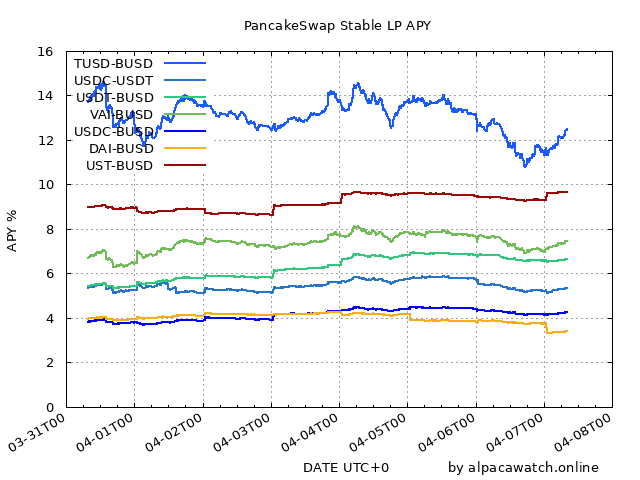 PancakeSwap Stable LP APY
16
14
12
10
8
6
4
2
0
APY %
TUSD-BUSD
USDC-USDT
USDT-BUSD
VAI-BUSD
USDC-BUSD
DAI-BUSD
UST-BUSD
03-31T00
04-01T00
04-02T00
04-03T00
04-04T00
04-05T00
04-06T00
04-07T00
04-08T00
DATE UTC+0
by alpacawatch.online